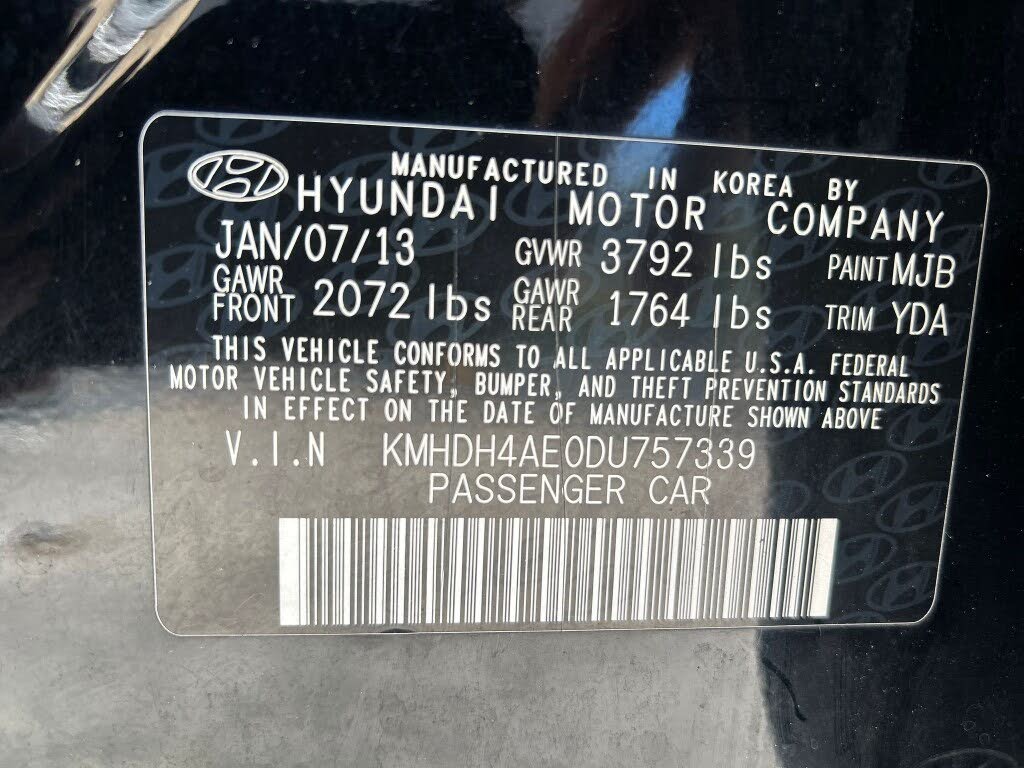 MANUFACTURED IN KOREA BY
HYUNDAI MOTOR COMPANY
JAN/07/13 GVWR 3792 lbs PAINT MJB
GAWR FRONT 2072 lbs GAWR REAR 1764 lbs TRIM YDA
THIS VEHICLE CONFORMS TO ALL APPLICABLE U.S.A. FEDERAL
MOTOR VEHICLE SAFETY, BUMPER, AND THEFT PREVENTION STANDARDS
IN EFFECT ON THE DATE OF MANUFACTURE SHOWN ABOVE
V.I.N KMHDH4AE0DU757339
PASSENGER CAR